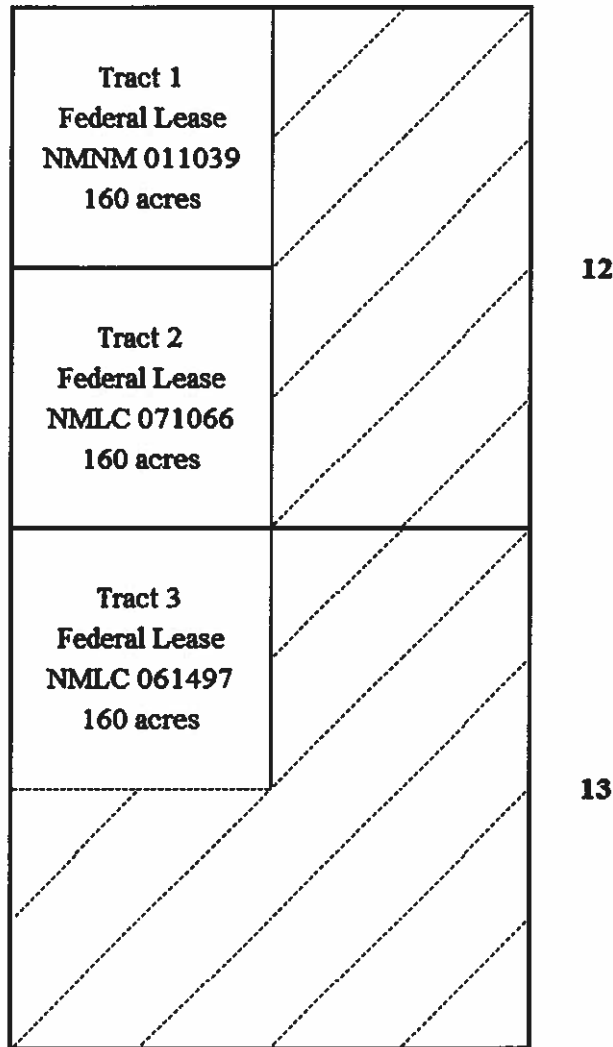 Tract 1
Federal Lease
NMNM 011039
160 acres
12
Tract 2
Federal Lease
NMLC 071066
160 acres
Tract 3
Federal Lease
NMLC 061497
160 acres
13